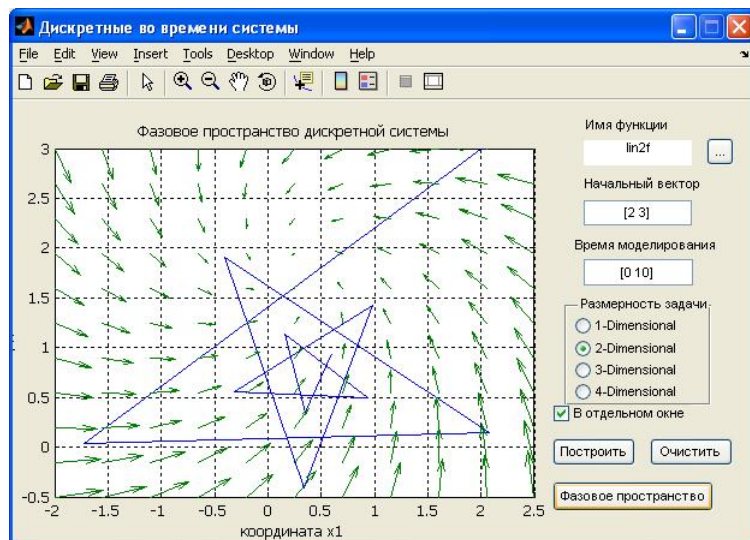 Дискретные во времени системы
File Edit View Insert Tools Desktop Window Help
Фазовое пространство дискретной системы
3
2.5
2
1.5
1
0.5
0
-0.5
-2 -1.5 -1 -0.5 0 0.5 1 1.5 2 2.5
координата x1
Имя функции
lin2f
...
Начальный вектор
[2 3]
Время моделирования
[0 10]
Размерность задачи
1-Dimensional
2-Dimensional
3-Dimensional
4-Dimensional
В отдельном окне
Построить Очистить
Фазовое пространство